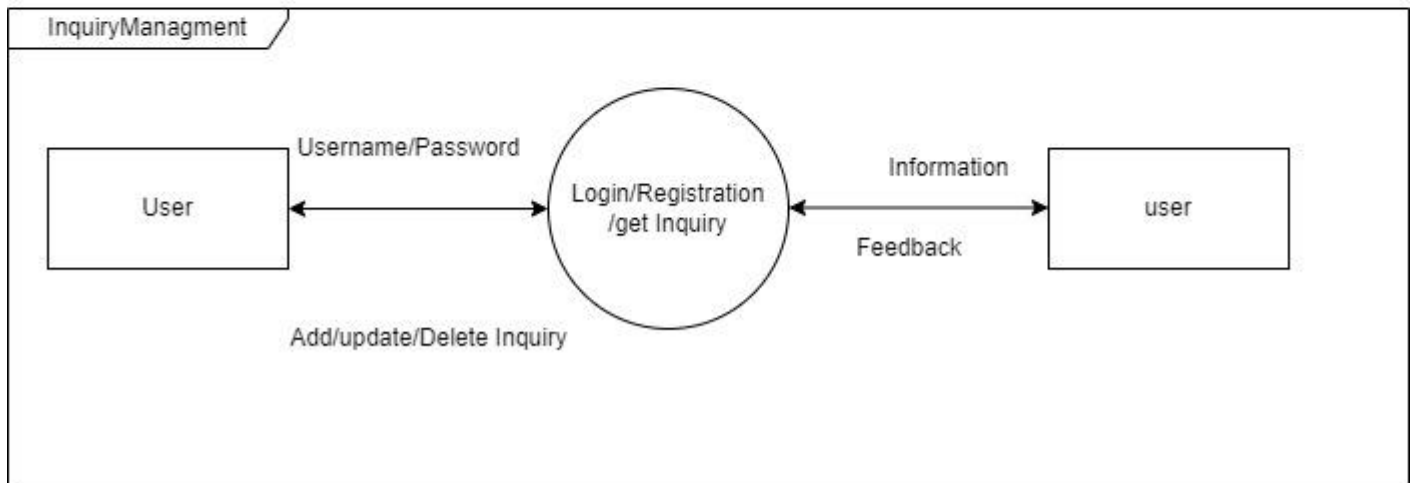 InquiryManagment
Username/Password
Information
User
Login/Registration
/get Inquiry
user
Feedback
Add/update/Delete Inquiry